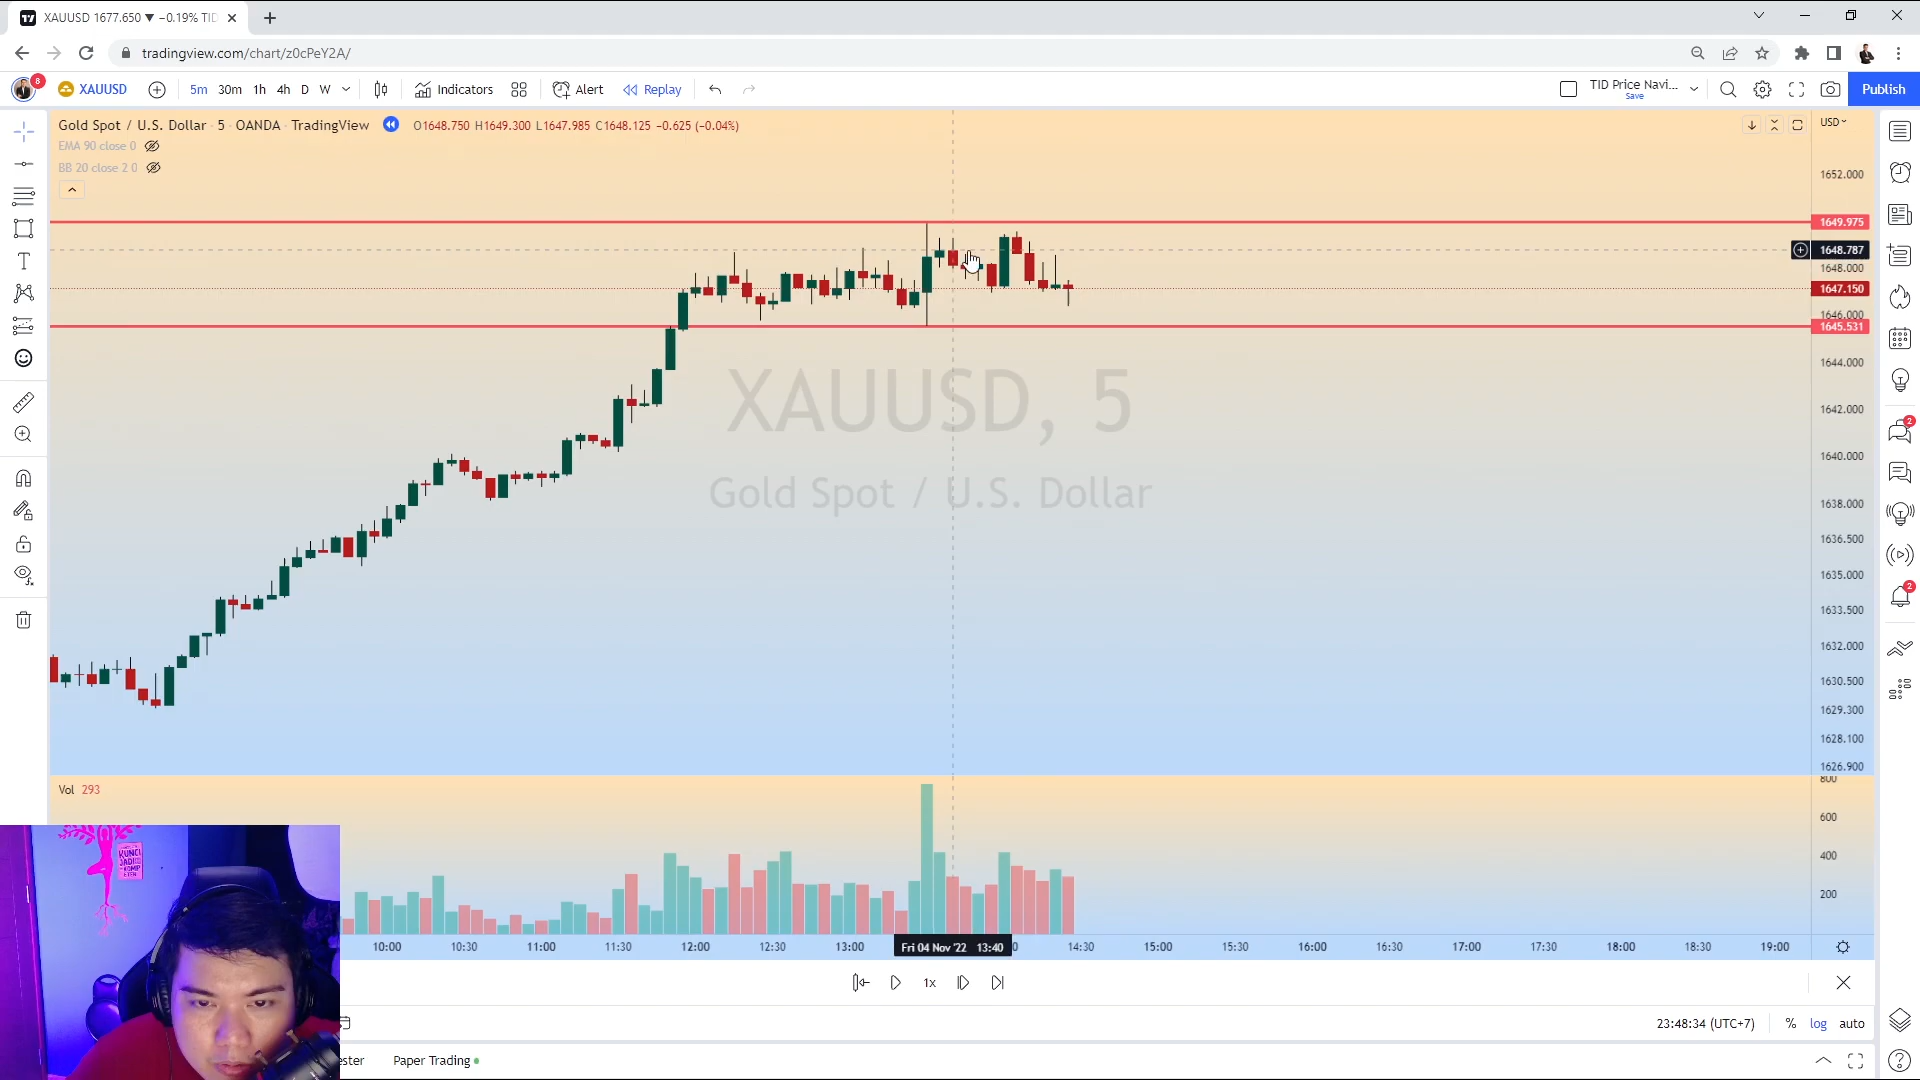 XAUUSD 1677.650 ▼ −0.19% TID
tradingview.com/chart/z0cPeY2A/
8
XAUUSD
5m 30m 1h 4h D W
Indicators
Alert
Replay
TID Price Navi...
Save
Publish
Gold Spot / U.S. Dollar · 5 · OANDA · TradingView
O1648.750 H1649.300 L1647.985 C1648.125 −0.625 (−0.04%)
USD
EMA 90 close 0
BB 20 close 2 0
1652.000
1649.975
1648.787
1648.000
1647.150
1646.000
1645.531
1644.000
1642.000
1640.000
1638.000
1636.500
1635.000
1633.500
1632.000
1630.500
1629.300
1628.100
1626.900
XAUUSD, 5
Gold Spot / U.S. Dollar
2
2
Vol 293
800
600
400
200
KUNCI
JADI
10:00 10:30 11:00 11:30 12:00 12:30 13:00 Fri 04 Nov '22 13:40 14:30 15:00 15:30 16:00 16:30 17:00 17:30 18:00 18:30 19:00
1x
23:48:34 (UTC+7) % log auto
ester
Paper Trading